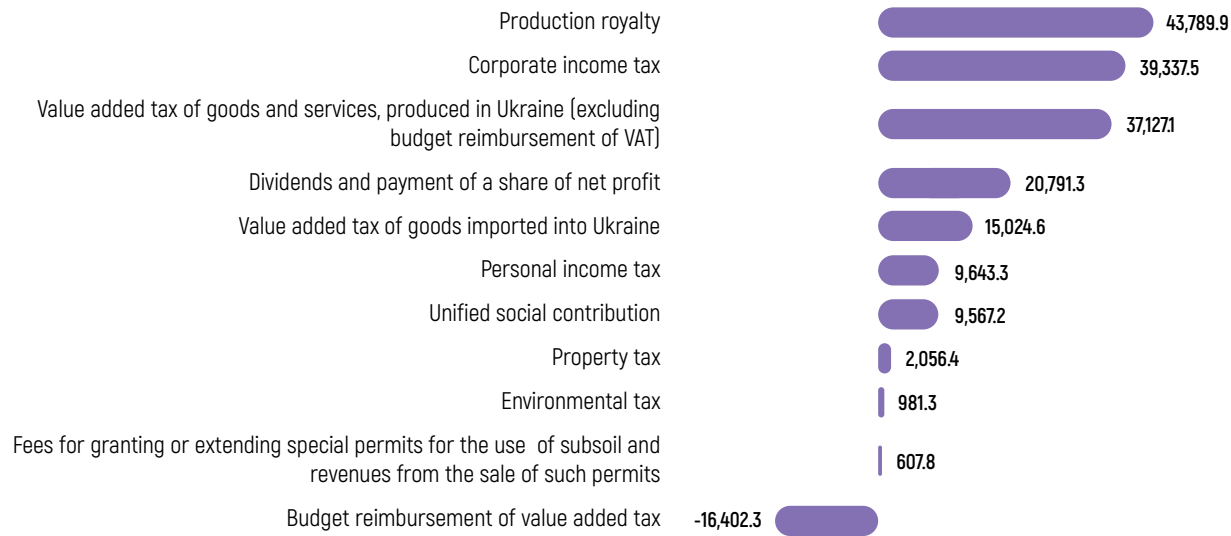 Production royalty 43,789.9
Corporate income tax 39,337.5
Value added tax of goods and services, produced in Ukraine (excluding
budget reimbursement of VAT) 37,127.1
Dividends and payment of a share of net profit 20,791.3
Value added tax of goods imported into Ukraine 15,024.6
Personal income tax 9,643.3
Unified social contribution 9,567.2
Property tax 2,056.4
Environmental tax 981.3
Fees for granting or extending special permits for the use of subsoil and
revenues from the sale of such permits 607.8
Budget reimbursement of value added tax -16,402.3